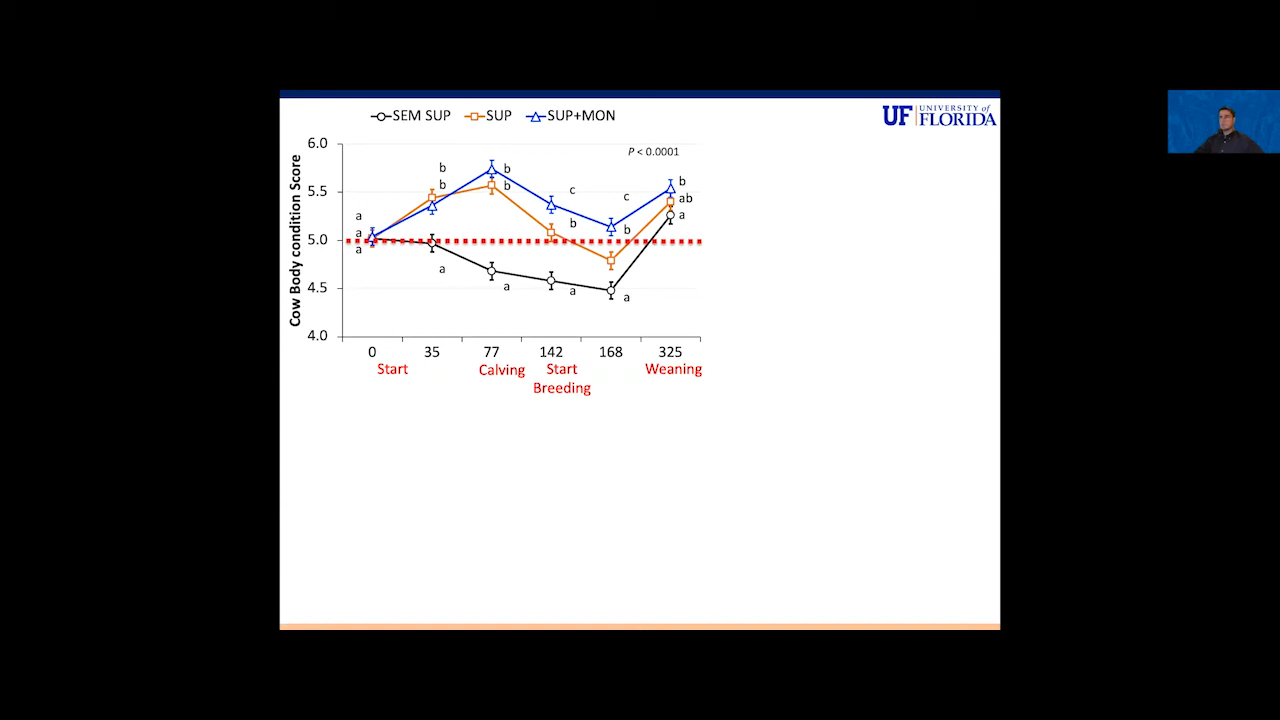 SEM SUP SUP SUP+MON
UF UNIVERSITY of
FLORIDA
Cow Body condition Score
6.0
5.5
5.0
4.5
4.0
P < 0.0001
b
b
b
b
c
b
c
b
b
ab
a
a
a
a
a
a
a
a
0 35 77 142 168 325
Start Calving Start Weaning
Breeding